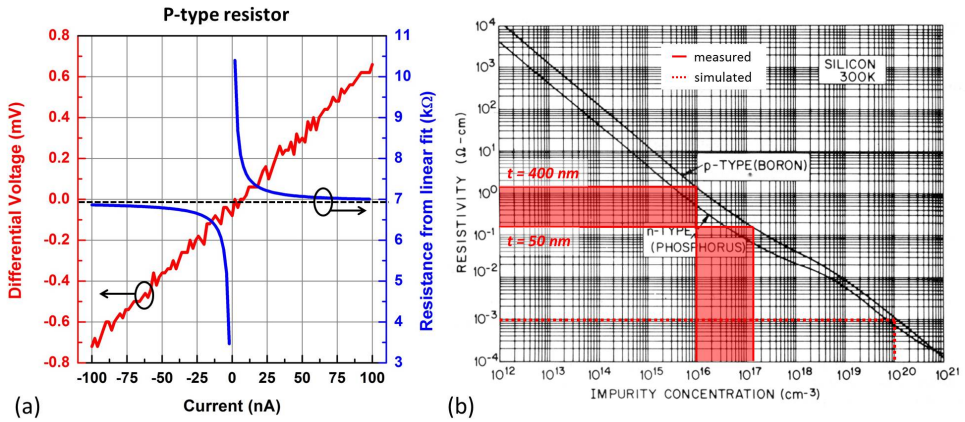 P-type resistor
Differential Voltage (mV)
0.8
0.6
0.4
0.2
0.0
-0.2
-0.4
-0.6
-0.8
11
10
9
8
7
6
5
4
3
Resistance from linear fit (kΩ)
-100 -75 -50 -25 0 25 50 75 100
Current (nA)
(a)
RESISTIVITY (Ω-cm)
10^4
10^3
10^2
10^1
10^0
10^-1
10^-2
10^-3
10^-4
measured
simulated
SILICON
300K
t = 400 nm
p-TYPE (BORON)
t = 50 nm
n-TYPE
(PHOSPHORUS)
10^12 10^13 10^14 10^15 10^16 10^17 10^18 10^19 10^20 10^21
IMPURITY CONCENTRATION (cm-3)
(b)